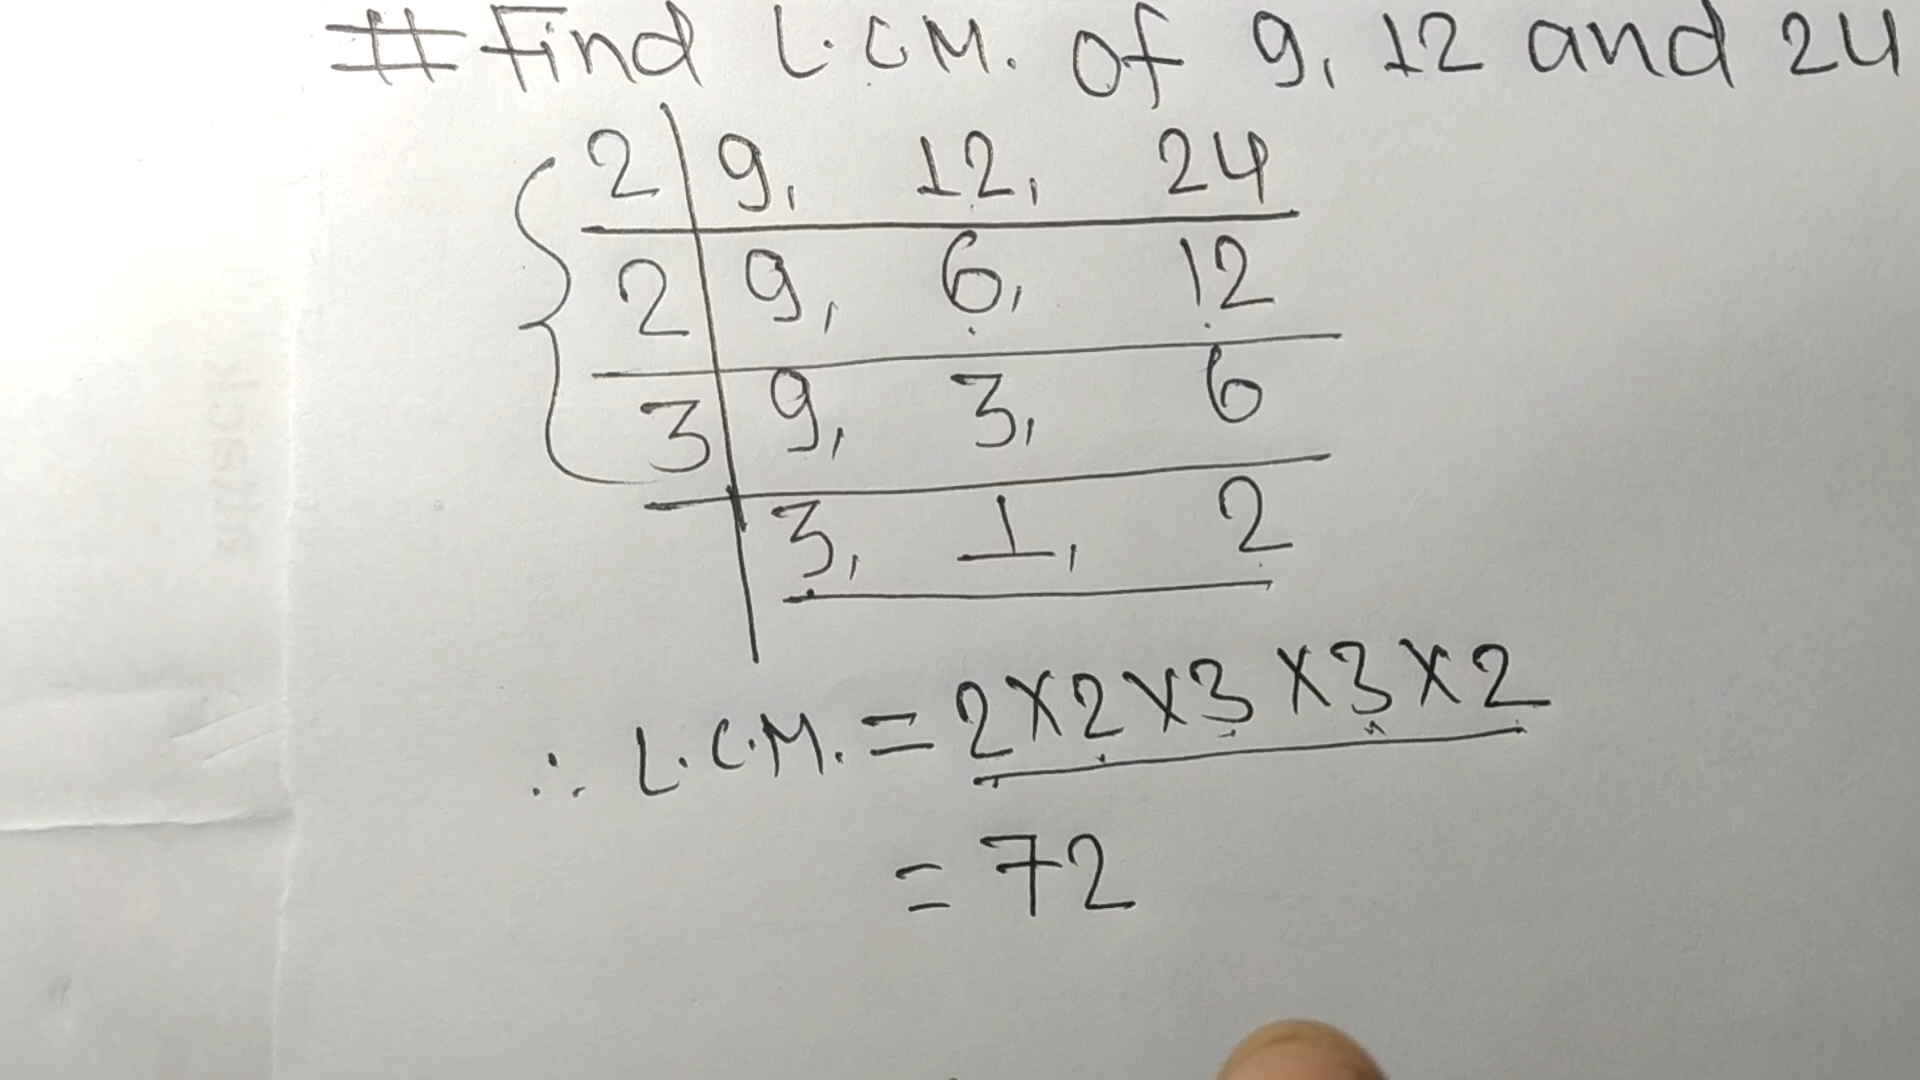 # Find L.C.M. of 9, 12 and 24
2 9, 12, 24
2 9, 6, 12
3 9, 3, 6
3, 1, 2
∴ L.C.M. = 2×2×3×3×2
= 72